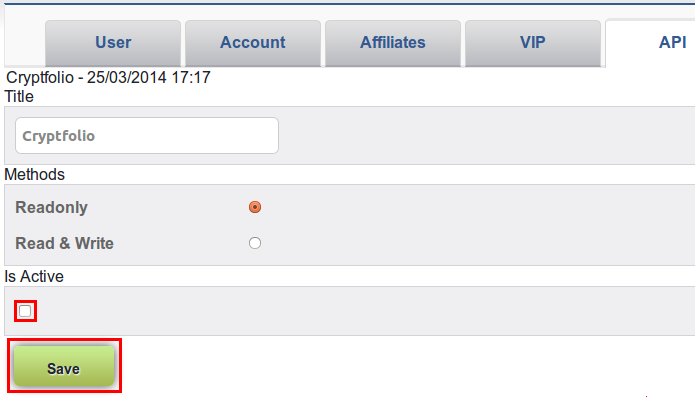 User Account Affiliates VIP API
Cryptfolio - 25/03/2014 17:17
Title
Cryptfolio
Methods
Readonly
Read & Write
Is Active
Save